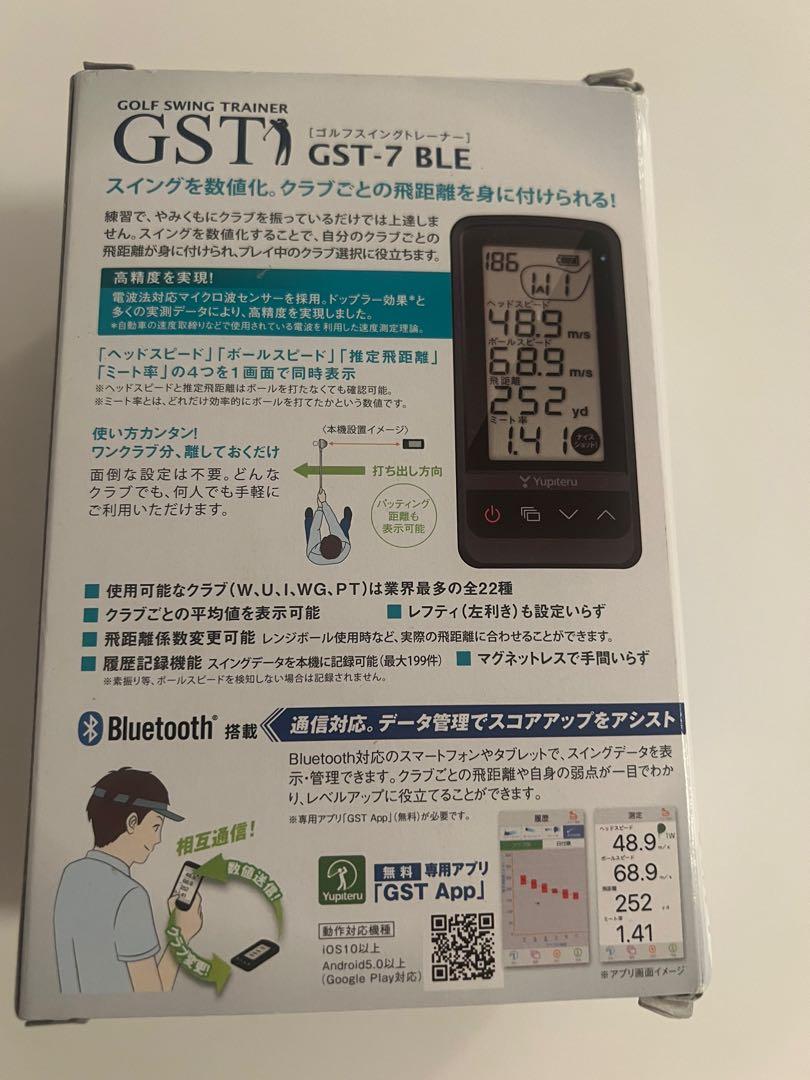 GOLF SWING TRAINER
GST
[ゴルフスイングトレーナー]
GST-7 BLE
スイングを数値化。クラブごとの飛距離を身に付けられる!
練習で、やみくもにクラブを振っているだけでは上達しま
せん。スイングを数値化することで、自分のクラブごとの
飛距離が身に付けられ、プレイ中のクラブ選択に役立ちます。
高精度を実現!
電波法対応マイクロ波センサーを採用。ドップラー効果*と
多くの実測データにより、高精度を実現しました。
*自動車の速度取締りなどで使用されている電波を利用した速度測定理論。
「ヘッドスピード」「ボールスピード」「推定飛距離」
「ミート率」の4つを1画面で同時表示
※ヘッドスピードと推定飛距離はボールを打たなくても確認可能。
※ミート率とは、どれだけ効率的にボールを打てたかという数値です。
186
1W
ヘッドスピード
48.9 m/s
ボールスピード
68.9 m/s
飛距離
252 yd
ミート率
1.41
ナイス
ショット!
Yupiteru
使い方カンタン!
ワンクラブ分、離しておくだけ
面倒な設定は不要。どんな
クラブでも、何人でも手軽に
ご利用いただけます。
〈本機設置イメージ〉
打ち出し方向
パッティング
距離も
表示可能
■ 使用可能なクラブ(W、U、I、WG、PT)は業界最多の全22種
■ クラブごとの平均値を表示可能 ■ レフティ(左利き)も設定いらず
■ 飛距離係数変更可能 レンジボール使用時など、実際の飛距離に合わせることができます。
■ 履歴記録機能 スイングデータを本機に記録可能(最大199件) ■ マグネットレスで手間いらず
※素振り等、ボールスピードを検知しない場合は記録されません。
Bluetooth® 搭載 通信対応。データ管理でスコアアップをアシスト
Bluetooth対応のスマートフォンやタブレットで、スイングデータを表
示・管理できます。クラブごとの飛距離や自身の弱点が一目でわか
り、レベルアップに役立てることができます。
※専用アプリ「GST App」(無料)が必要です。
相互通信!
数値送信!
クラブ変更!
Yupiteru
無料 専用アプリ
「GST App」
動作対応機種
iOS10以上
Android5.0以上
(Google Play対応)
履歴
測定
ヘッドスピード
48.9 m/s
1W
ボールスピード
68.9 m/s
飛距離
252 yd
ミート率
1.41
※アプリ画面イメージ